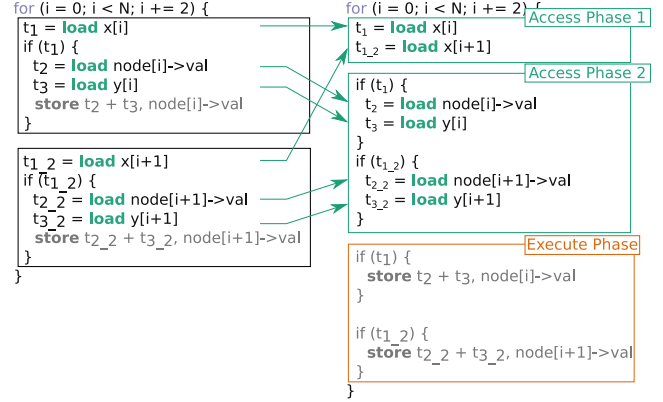 for (i = 0; i < N; i += 2) {
t1 = load x[i]
if (t1) {
t2 = load node[i]->val
t3 = load y[i]
store t2 + t3, node[i]->val
}
t1_2 = load x[i+1]
if (t1_2) {
t2_2 = load node[i+1]->val
t3_2 = load y[i+1]
store t2_2 + t3_2, node[i+1]->val
}
}
for (i = 0; i < N; i += 2) {
Access Phase 1
t1 = load x[i]
t1_2 = load x[i+1]
Access Phase 2
if (t1) {
t2 = load node[i]->val
t3 = load y[i]
}
if (t1_2) {
t2_2 = load node[i+1]->val
t3_2 = load y[i+1]
}
Execute Phase
if (t1) {
store t2 + t3, node[i]->val
}
if (t1_2) {
store t2_2 + t3_2, node[i+1]->val
}
}